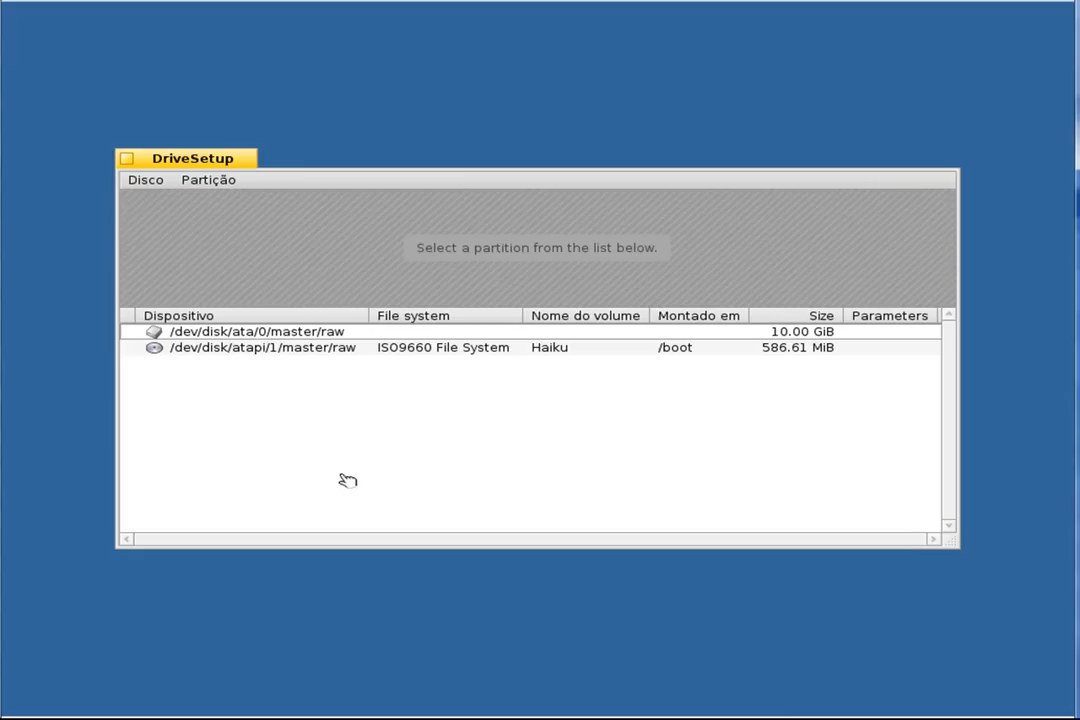 DriveSetup
Disco Partição
Select a partition from the list below.
Dispositivo File system Nome do volume Montado em Size Parameters
/dev/disk/ata/0/master/raw 10.00 GiB
/dev/disk/atapi/1/master/raw ISO9660 File System Haiku /boot 586.61 MiB